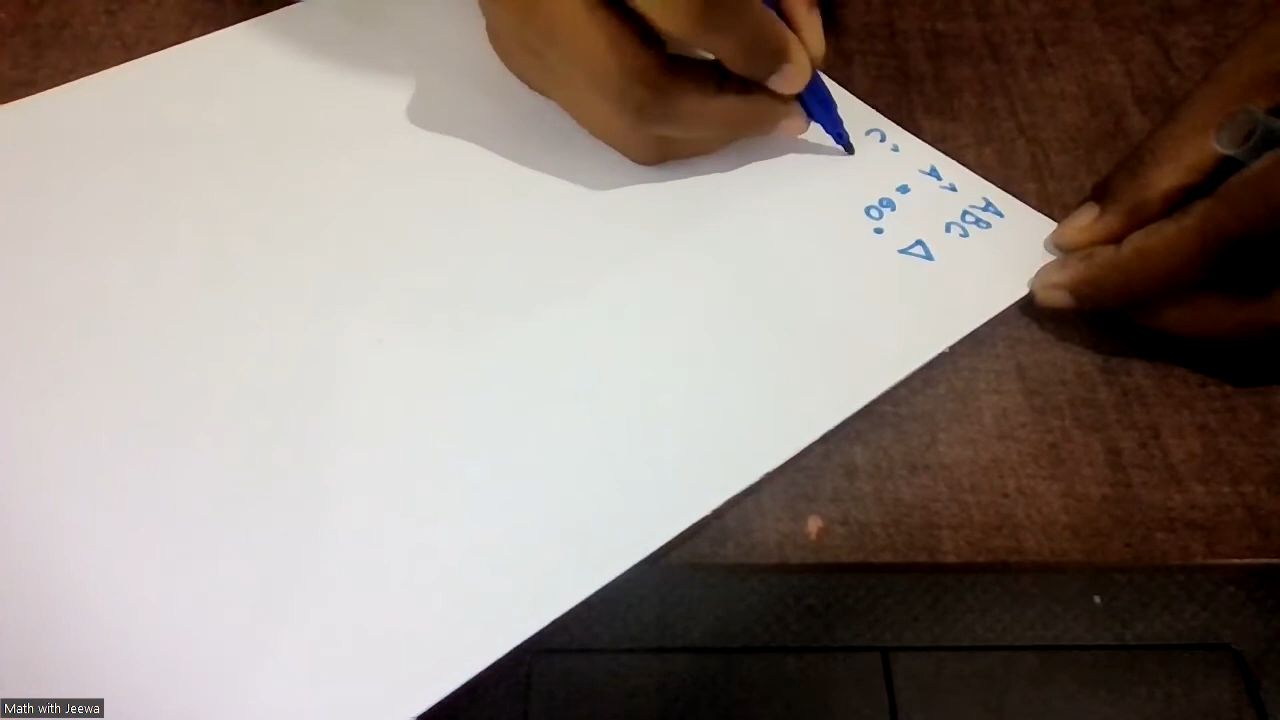 ABC Δ
Â = 60°
Ĉ
Math with Jeewa